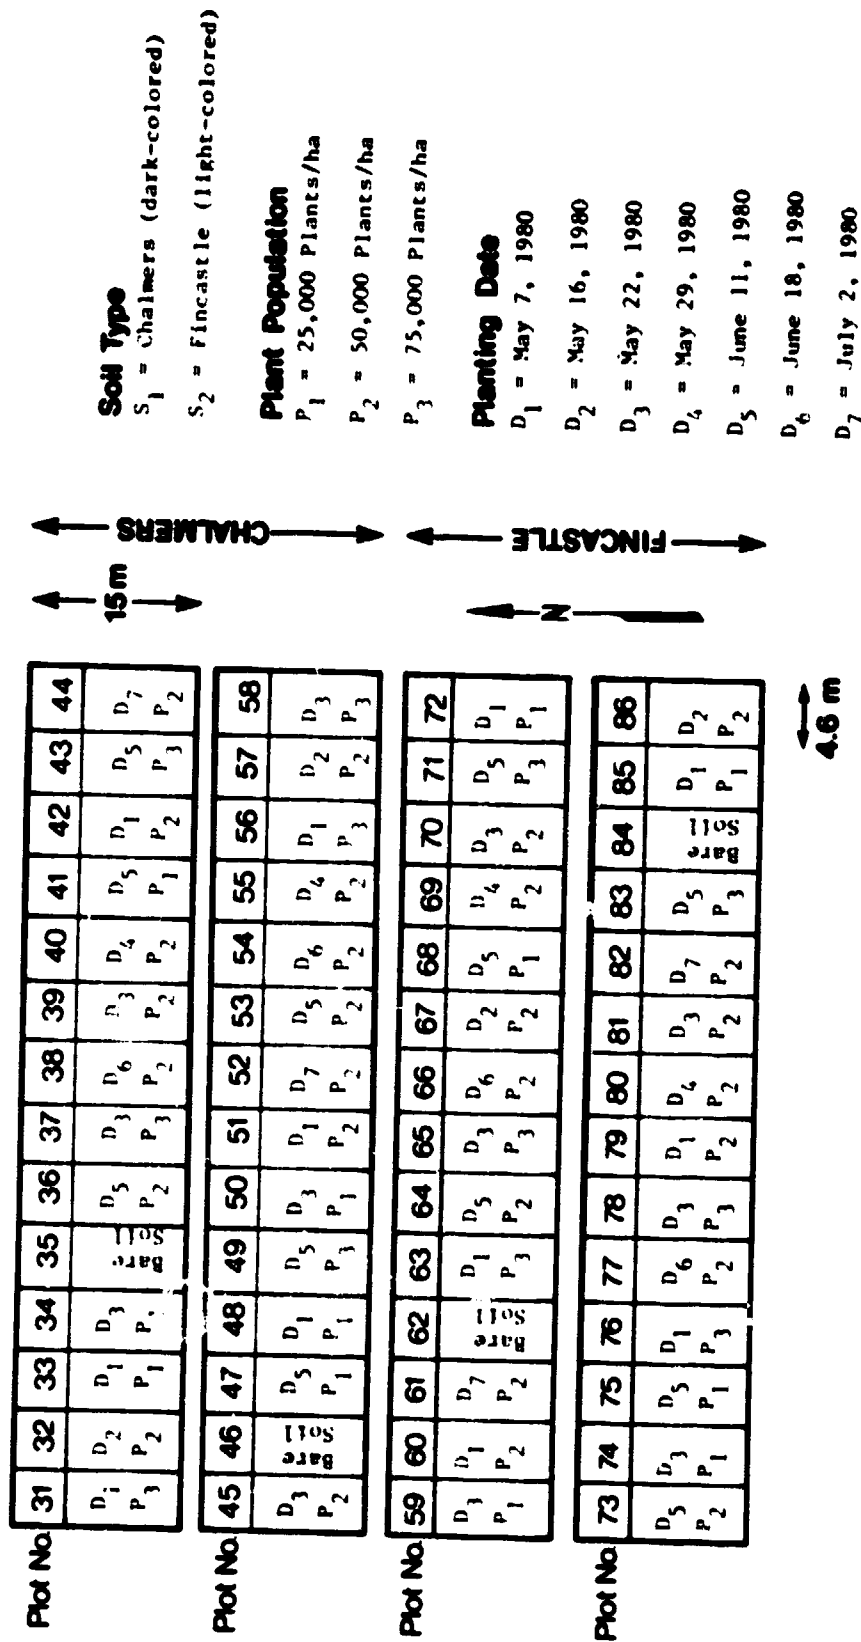 Plot No. 31 32 33 34 35 36 37 38 39 40 41 42 43 44
D D₂ D₁ D₃ Bare D₅ D₃ D₆ D₃ D₄ D₅ D₁ D₅ D₇
P₃ P₂ P₁ P Soil P₂ P₃ P₂ P₂ P₂ P₁ P₂ P₃ P₂
Plot No. 45 46 47 48 49 50 51 52 53 54 55 56 57 58
D₃ Bare D₅ D₁ D₅ D₃ D₁ D₇ D₅ D₆ D₄ D₁ D₂ D₃
P₂ Soil P₁ P₁ P₃ P₁ P₂ P₂ P₂ P₂ P₂ P₃ P₂ P₃
Plot No. 59 60 61 62 63 64 65 66 67 68 69 70 71 72
D₃ D₁ D₇ Bare D₁ D₅ D₃ D₆ D₂ D₅ D₄ D₃ D₅ D₁
P₁ P₂ P₂ Soil P₃ P₂ P₃ P₂ P₂ P₁ P₂ P₂ P₃ P₁
Plot No. 73 74 75 76 77 78 79 80 81 82 83 84 85 86
D₅ D₃ D₅ D₁ D₆ D₃ D₁ D₄ D₃ D₇ D₅ Bare D₁ D₂
P₂ P₁ P₁ P₃ P₂ P₃ P₂ P₂ P₂ P₂ P₃ Soil P₁ P₂
15 m
CHALMERS
N
FINCASTLE
4.6 m
Soil Type
S₁ = Chalmers (dark-colored)
S₂ = Fincastle (light-colored)
Plant Population
P₁ = 25,000 Plants/ha
P₂ = 50,000 Plants/ha
P₃ = 75,000 Plants/ha
Planting Date
D₁ = May 7, 1980
D₂ = May 16, 1980
D₃ = May 22, 1980
D₄ = May 29, 1980
D₅ = June 11, 1980
D₆ = June 18, 1980
D₇ = July 2, 1980